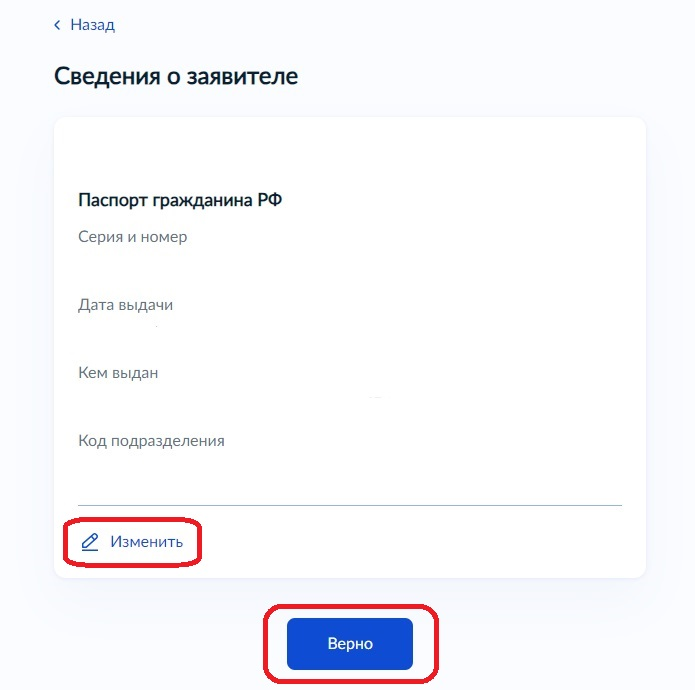 Назад
Сведения о заявителе
Паспорт гражданина РФ
Серия и номер
Дата выдачи
Кем выдан
Код подразделения
Изменить
Верно